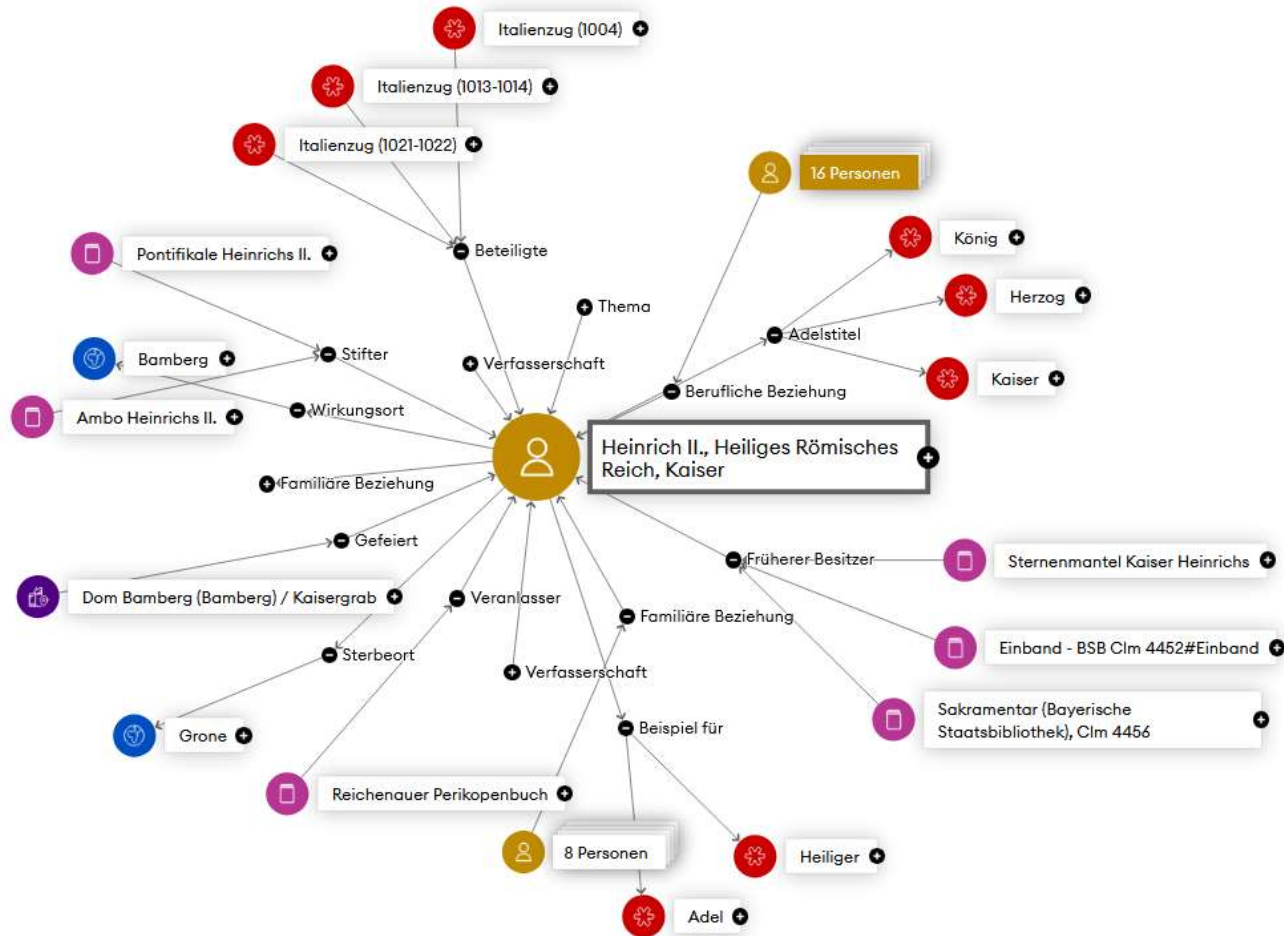 Italienzug (1004)
Italienzug (1013-1014)
Italienzug (1021-1022)
16 Personen
König
Pontifikale Heinrichs II.
Beteiligte
Herzog
Thema
Adelstitel
Bamberg
Stifter
Verfasserschaft
Kaiser
Berufliche Beziehung
Ambo Heinrichs II.
Wirkungsort
Heinrich II., Heiliges Römisches
Reich, Kaiser
Familiäre Beziehung
Gefeiert
Früherer Besitzer
Sternenmantel Kaiser Heinrichs
Dom Bamberg (Bamberg) / Kaisergrab
Veranlasser
Familiäre Beziehung
Sterbeort
Verfasserschaft
Einband - BSB Clm 4452#Einband
Sakramentar (Bayerische
Staatsbibliothek), Clm 4456
Grone
Beispiel für
Reichenauer Perikopenbuch
8 Personen
Heiliger
Adel